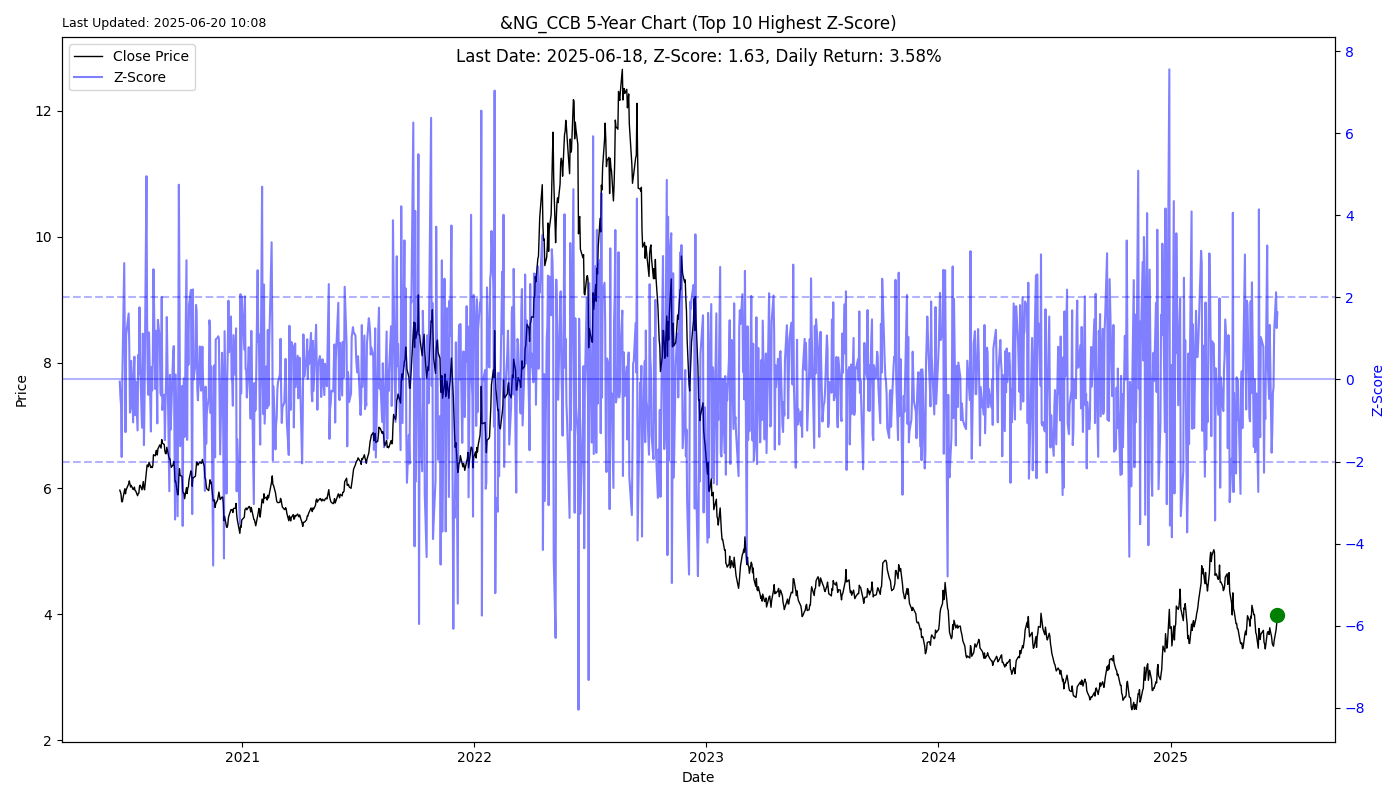 Last Updated: 2025-06-20 10:08
&NG_CCB 5-Year Chart (Top 10 Highest Z-Score)
Last Date: 2025-06-18, Z-Score: 1.63, Daily Return: 3.58%
Close Price
Z-Score
Price
12
10
8
6
4
2
8
6
4
2
0
−2
−4
−6
−8
Z-Score
2021
2022
2023
2024
2025
Date